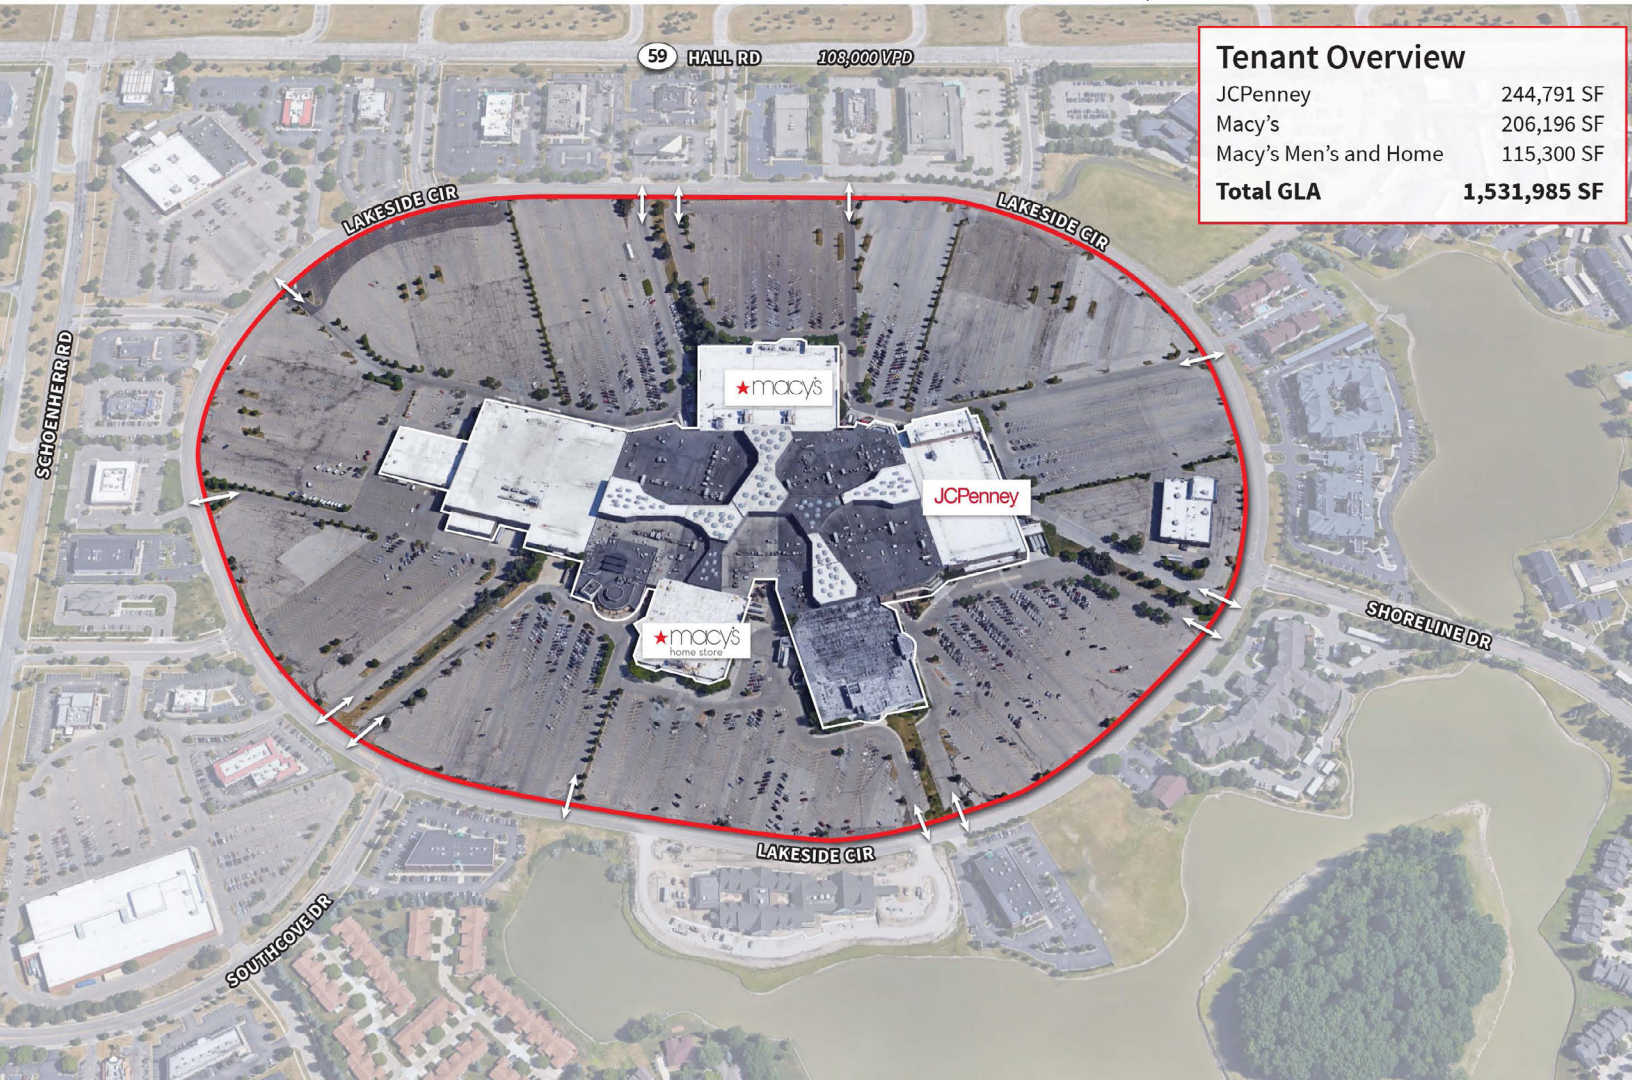 59 HALL RD 108,000 VPD
Tenant Overview
JCPenney 244,791 SF
Macy's 206,196 SF
Macy's Men's and Home 115,300 SF
Total GLA 1,531,985 SF
LAKESIDE CIR
LAKESIDE CIR
SCHOENHERR RD
macy's
JCPenney
macy's
home store
SHORELINE DR
LAKESIDE CIR
SOUTHCOVE DR